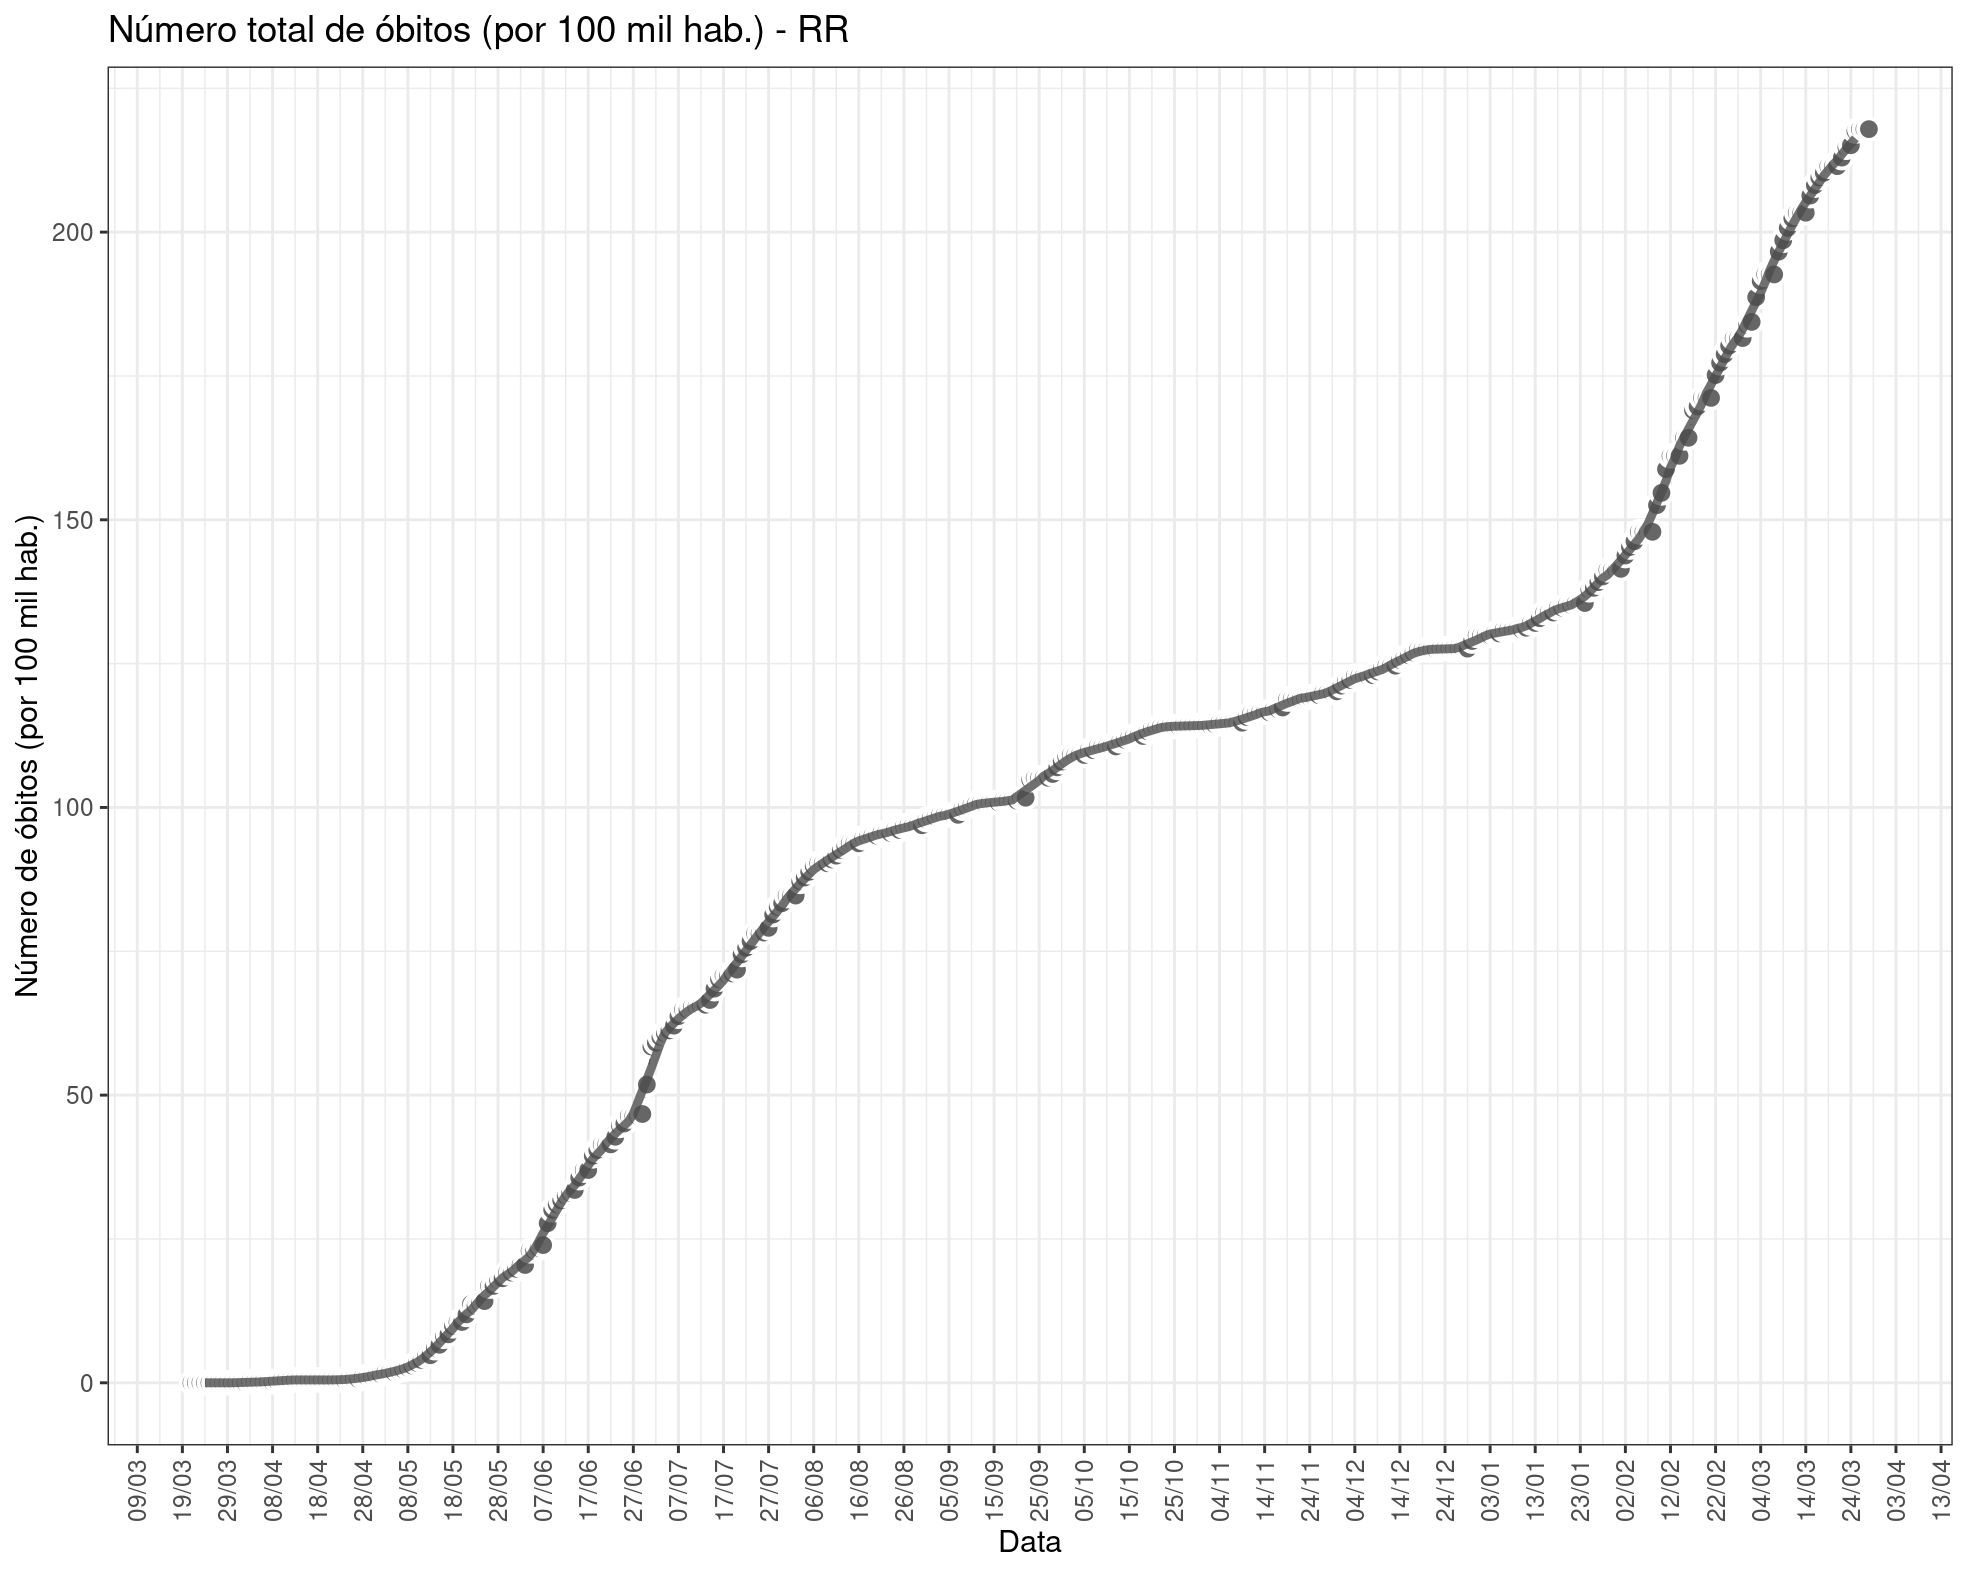 Número total de óbitos (por 100 mil hab.) - RR
Número de óbitos (por 100 mil hab.)
200
150
100
50
0
09/03 19/03 29/03 08/04 18/04 28/04 08/05 18/05 28/05 07/06 17/06 27/06 07/07 17/07 27/07 06/08 16/08 26/08 05/09 15/09 25/09 05/10 15/10 25/10 04/11 14/11 24/11 04/12 14/12 24/12 03/01 13/01 23/01 02/02 12/02 22/02 04/03 14/03 24/03 03/04 13/04
Data